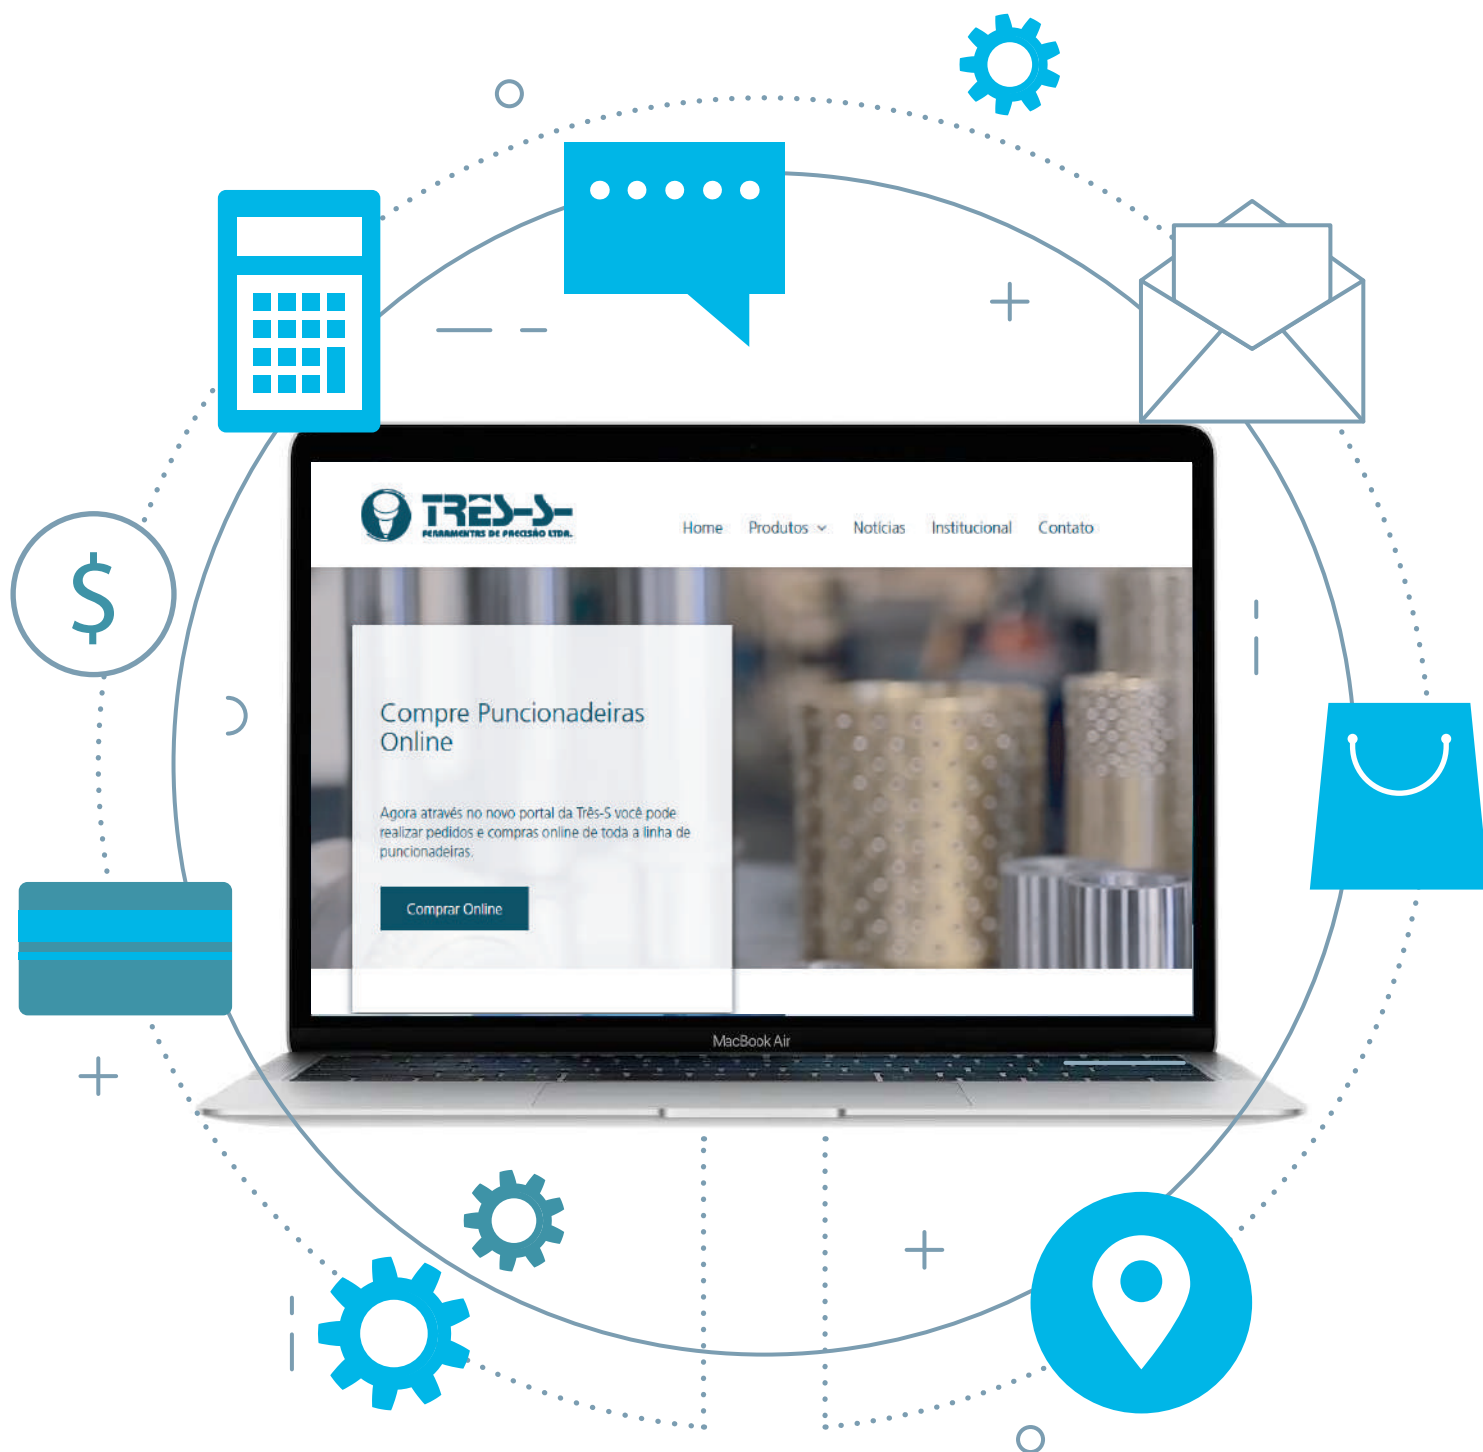 TRÊS-S-
FERRAMENTAS DE PRECISÃO LTDA.
Home Produtos Notícias Institucional Contato
Compre Puncionadeiras
Online
Agora através no novo portal da Três-S você pode
realizar pedidos e compras online de toda a linha de
puncionadeiras.
Comprar Online
MacBook Air
$